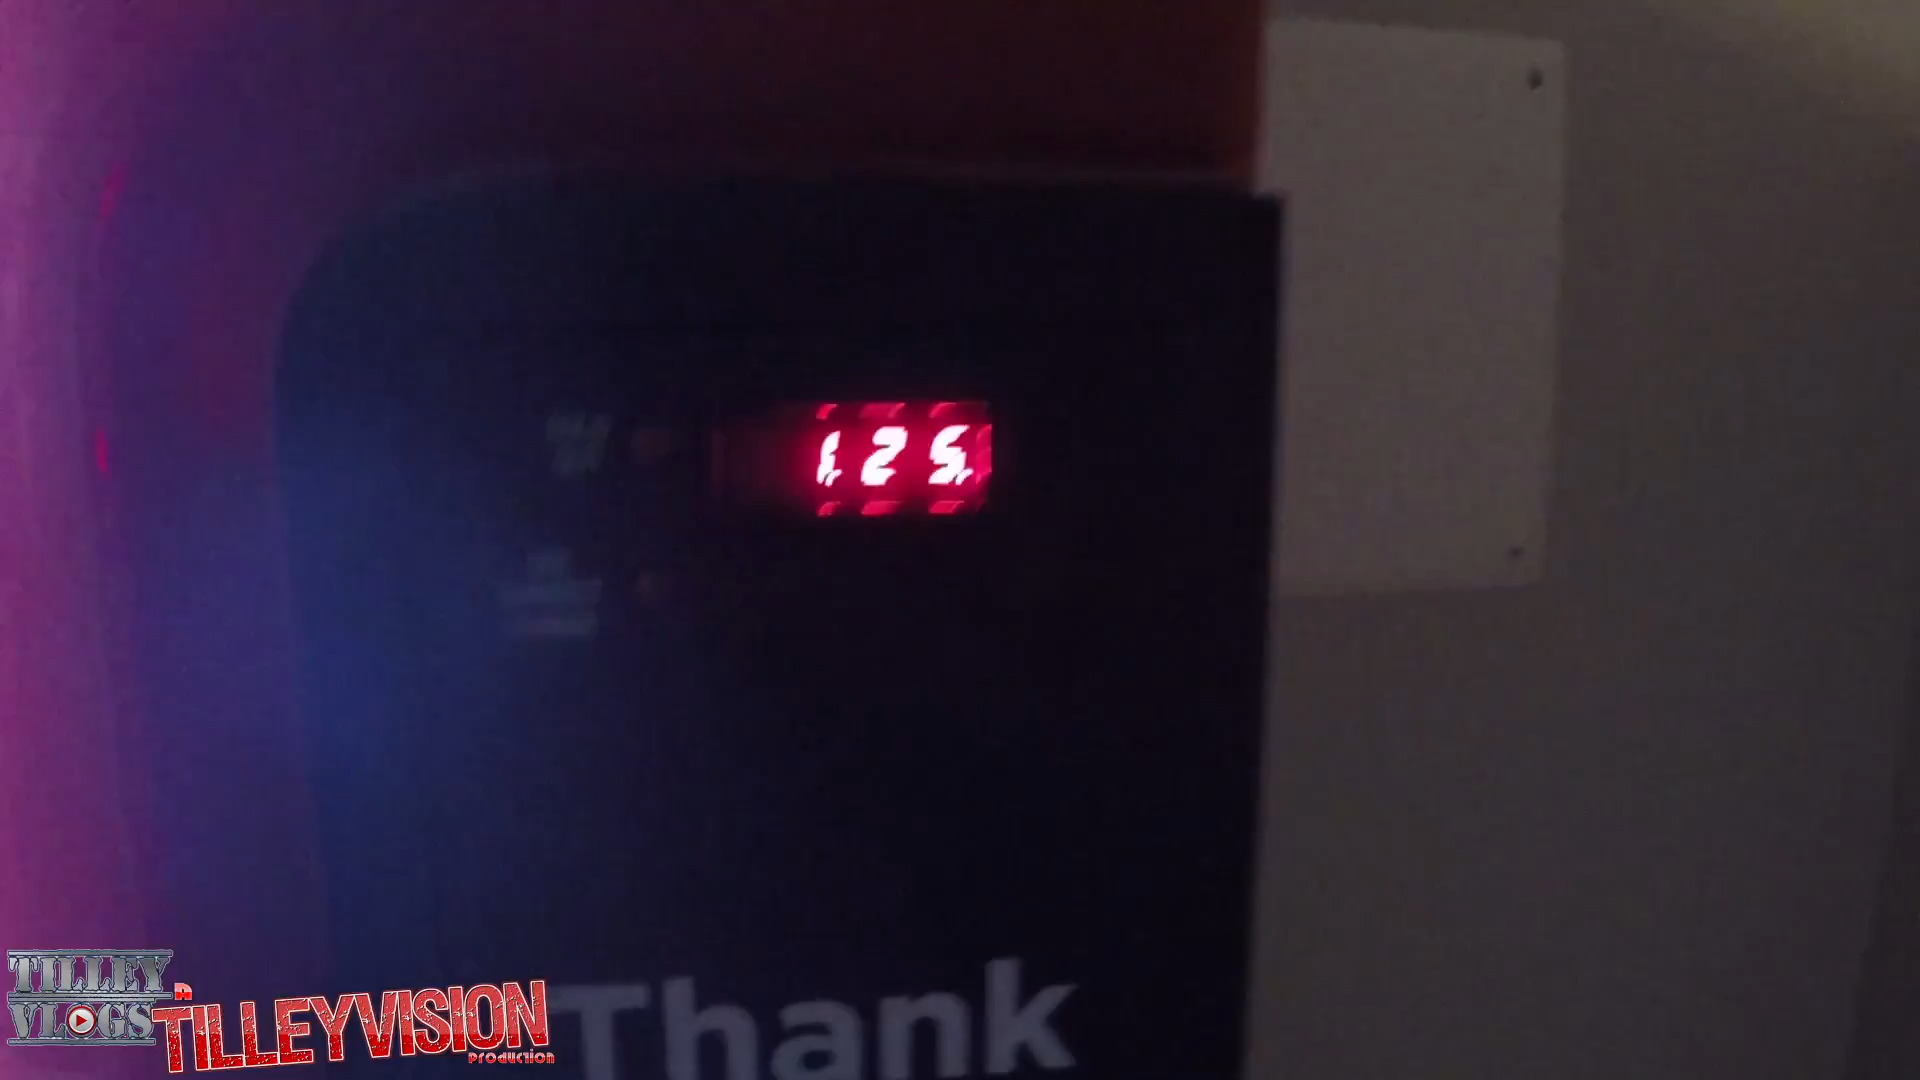 1.25.
Thank
TILLEY
VLOGS
A
TILLEYVISION
PRODUCTION